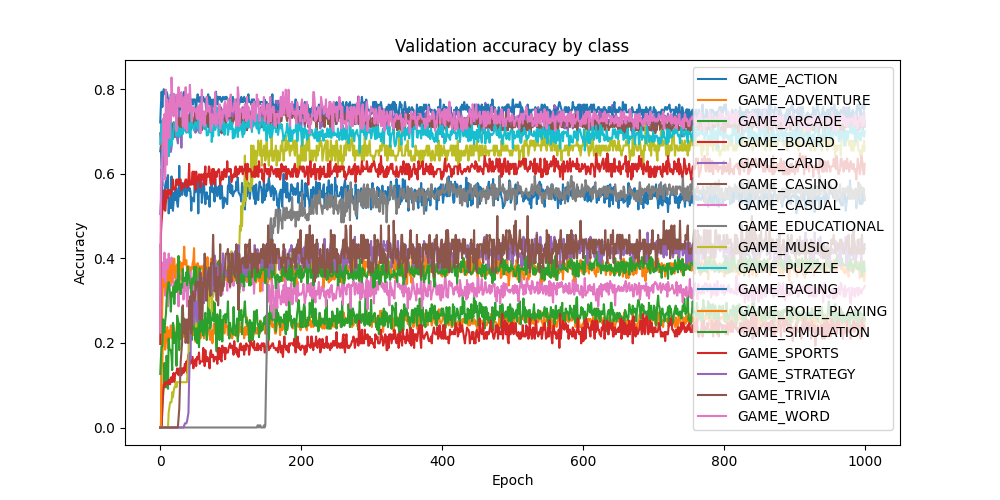 Validation accuracy by class
Accuracy
0.8
0.6
0.4
0.2
0.0
0
200
400
600
800
1000
Epoch
GAME_ACTION
GAME_ADVENTURE
GAME_ARCADE
GAME_BOARD
GAME_CARD
GAME_CASINO
GAME_CASUAL
GAME_EDUCATIONAL
GAME_MUSIC
GAME_PUZZLE
GAME_RACING
GAME_ROLE_PLAYING
GAME_SIMULATION
GAME_SPORTS
GAME_STRATEGY
GAME_TRIVIA
GAME_WORD